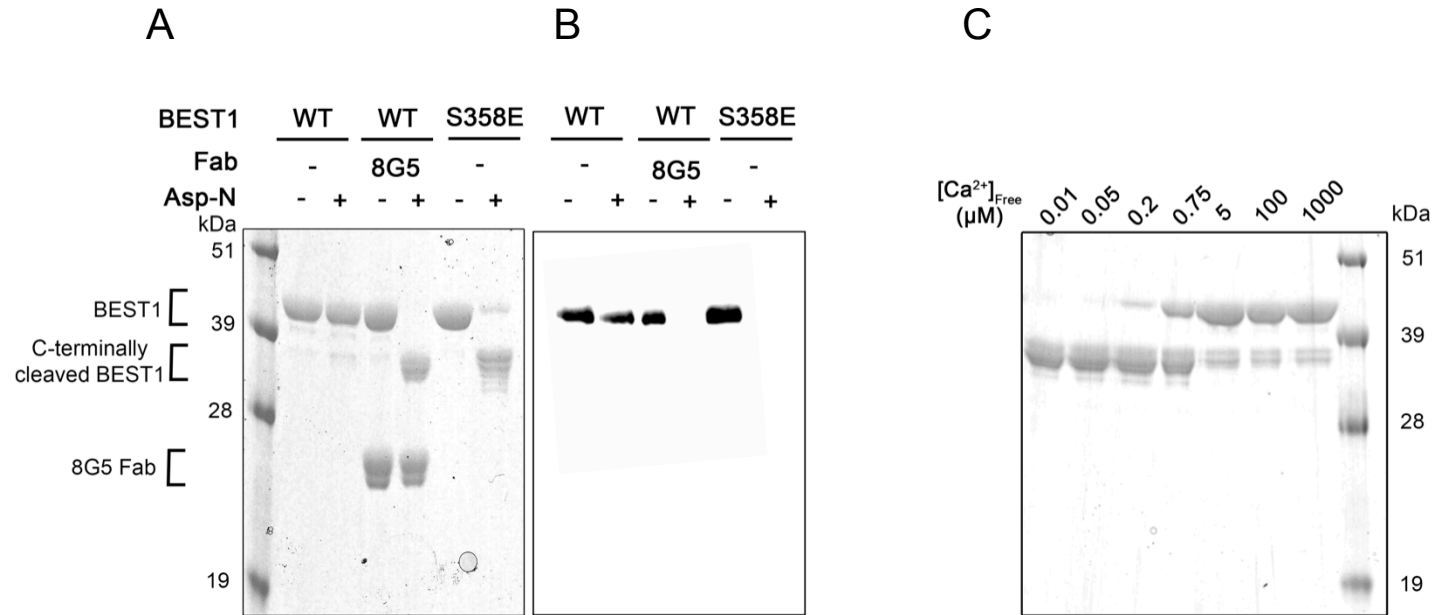 A B C
BEST1 WT WT S358E WT WT S358E
Fab - 8G5 - - 8G5 -
Asp-N - + - + - + - + - + - +
[Ca²⁺]Free (µM) 0.01 0.05 0.2 0.75 5 100 1000
kDa kDa
51 51
BEST1
39 39
C-terminally
cleaved BEST1
28 28
8G5 Fab
19 19